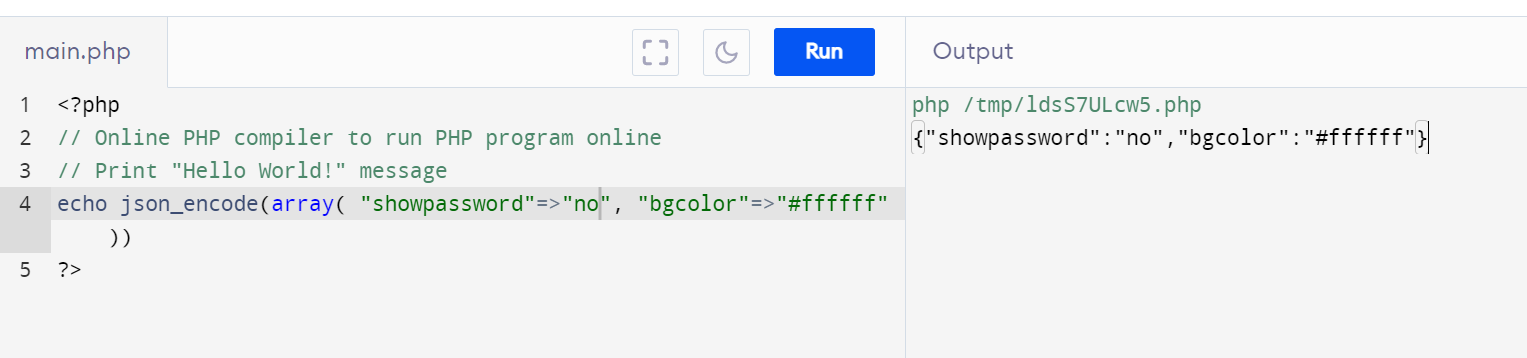 main.php
Run
Output
1 <?php
2 // Online PHP compiler to run PHP program online
3 // Print "Hello World!" message
4 echo json_encode(array( "showpassword"=>"no", "bgcolor"=>"#ffffff"
))
5 ?>
php /tmp/ldsS7ULcw5.php
{"showpassword":"no","bgcolor":"#ffffff"}